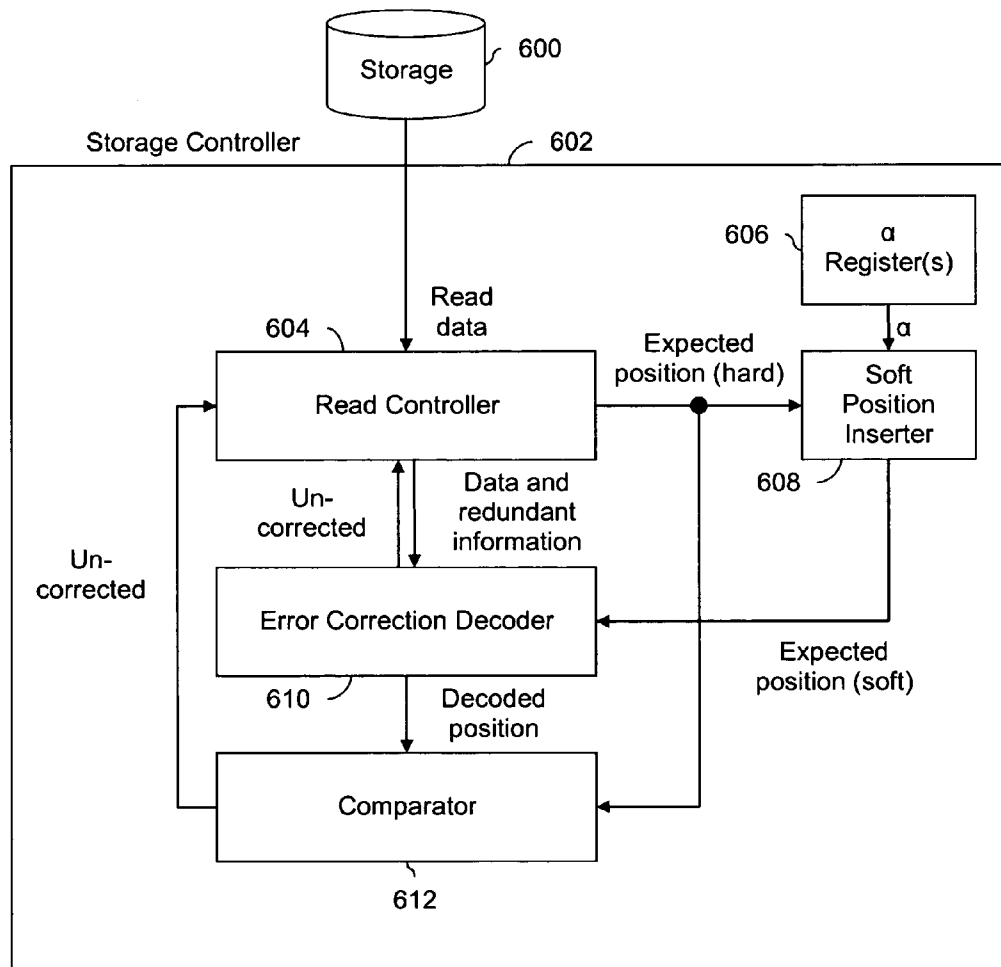 600
Storage
Storage Controller
602
606
α
Register(s)
Read
data
α
604
Expected
position (hard)
Read Controller
Soft
Position
Inserter
608
Un-
corrected
Data and
redundant
information
Un-
corrected
Error Correction Decoder
Expected
position (soft)
610
Decoded
position
Comparator
612